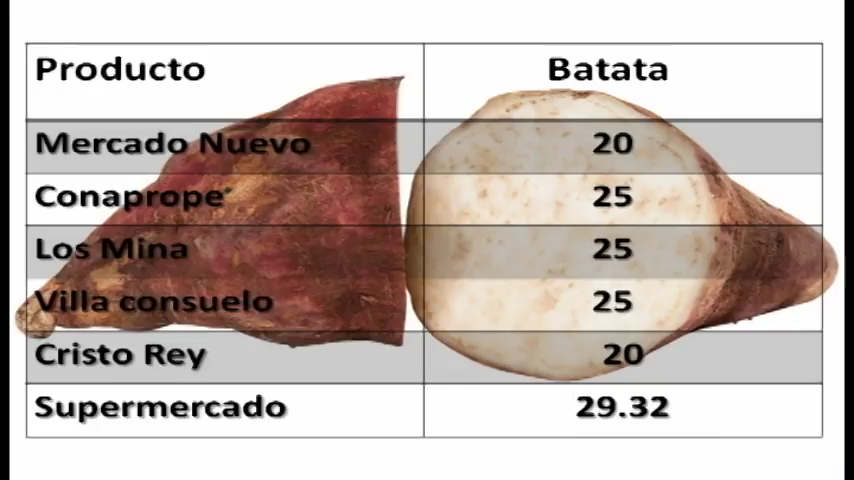 Producto Batata
Mercado Nuevo 20
Conaprope 25
Los Mina 25
Villa consuelo 25
Cristo Rey 20
Supermercado 29.32